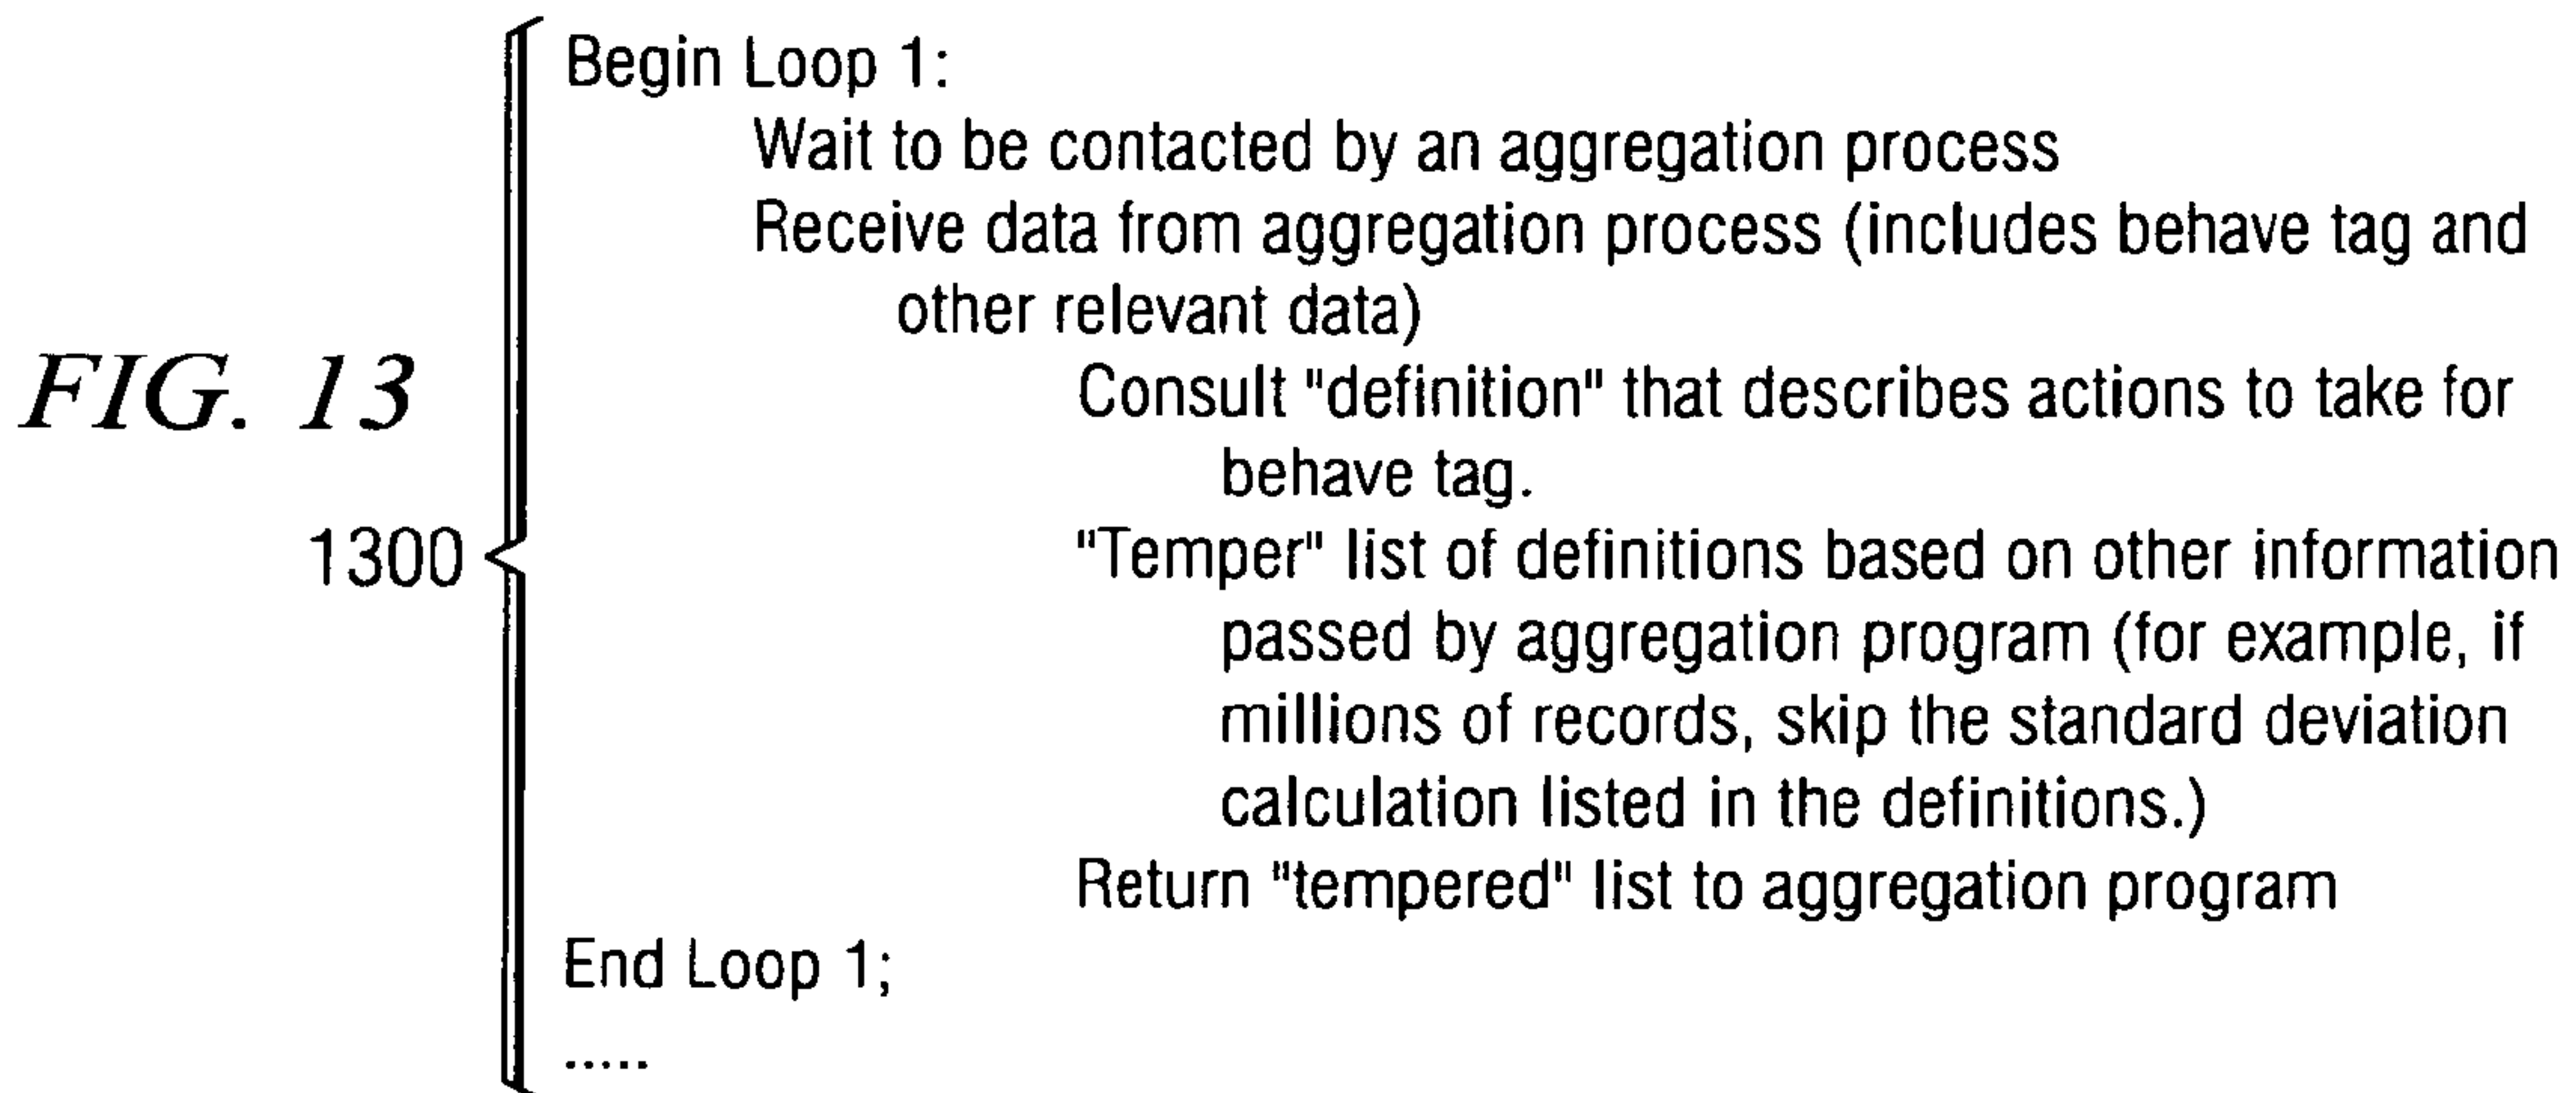 Begin Loop 1:
Wait to be contacted by an aggregation process
Receive data from aggregation process (includes behave tag and
other relevant data)
FIG. 13
Consult "definition" that describes actions to take for
behave tag.
1300
"Temper" list of definitions based on other information
passed by aggregation program (for example, if
millions of records, skip the standard deviation
calculation listed in the definitions.)
Return "tempered" list to aggregation program
End Loop 1;
.....